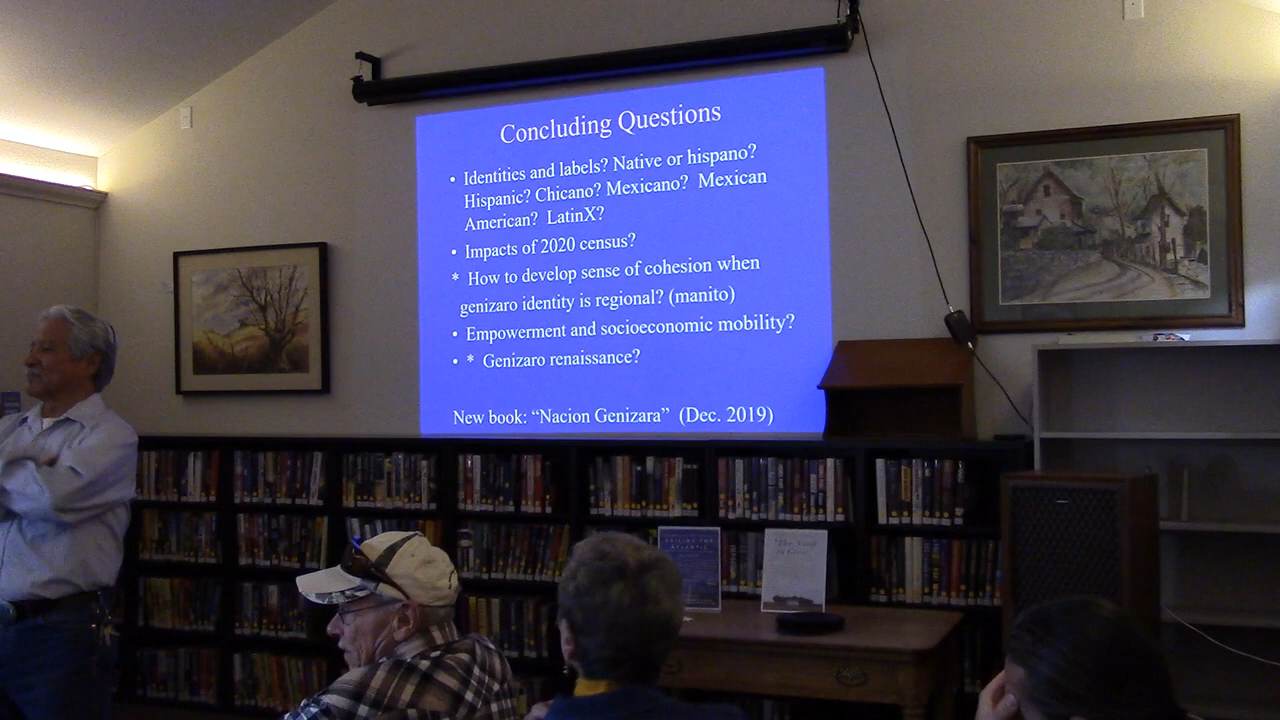 Concluding Questions
• Identities and labels? Native or hispano?
Hispanic? Chicano? Mexicano? Mexican
American? LatinX?
• Impacts of 2020 census?
* How to develop sense of cohesion when
genizaro identity is regional? (manito)
• Empowerment and socioeconomic mobility?
• * Genizaro renaissance?
New book: “Nacion Genizara” (Dec. 2019)
ATLANTIC